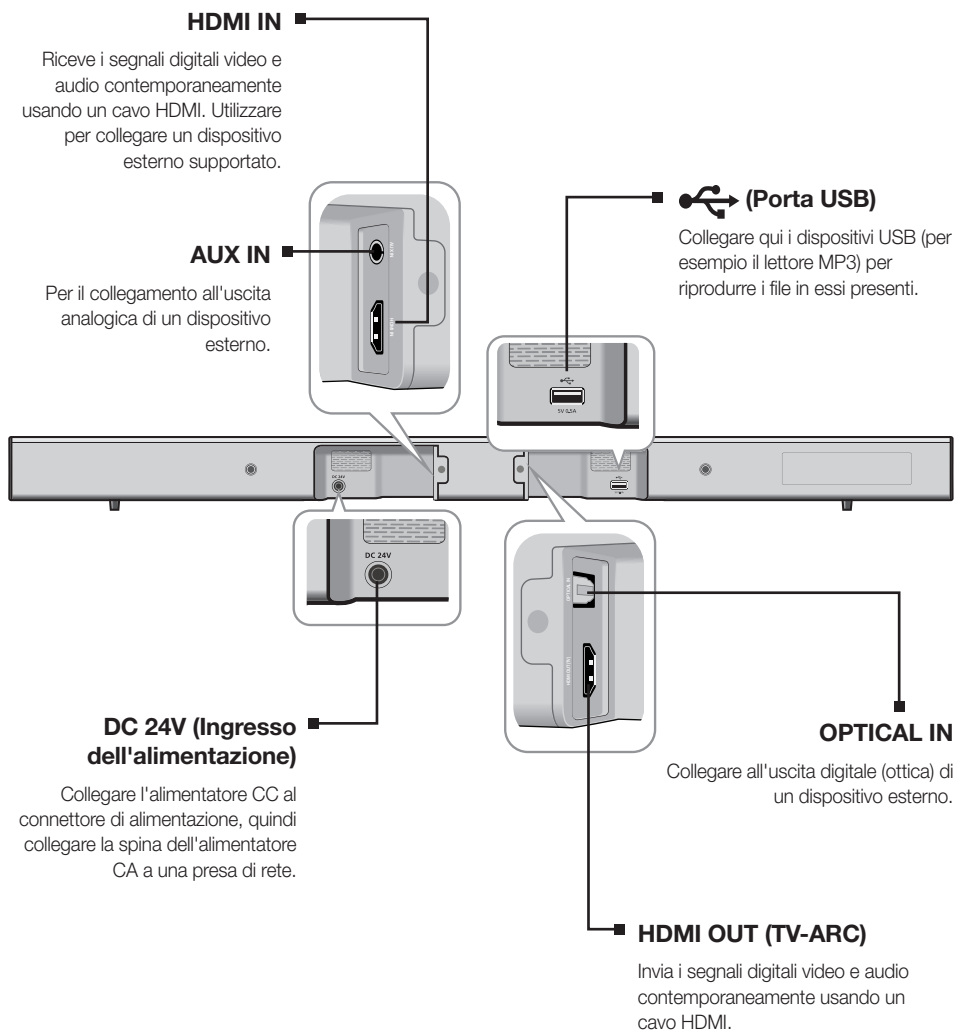 HDMI IN
Riceve i segnali digitali video e
audio contemporaneamente
usando un cavo HDMI. Utilizzare
per collegare un dispositivo
esterno supportato.
(Porta USB)
Collegare qui i dispositivi USB (per
esempio il lettore MP3) per
riprodurre i file in essi presenti.
AUX IN
Per il collegamento all'uscita
analogica di un dispositivo
esterno.
5V 0.5A
DC 24V
DC 24V
OPTICAL IN
HDMI OUT(TV)
DC 24V (Ingresso
dell'alimentazione)
Collegare l'alimentatore CC al
connettore di alimentazione, quindi
collegare la spina dell'alimentatore
CA a una presa di rete.
OPTICAL IN
Collegare all'uscita digitale (ottica) di
un dispositivo esterno.
HDMI OUT (TV-ARC)
Invia i segnali digitali video e audio
contemporaneamente usando un
cavo HDMI.